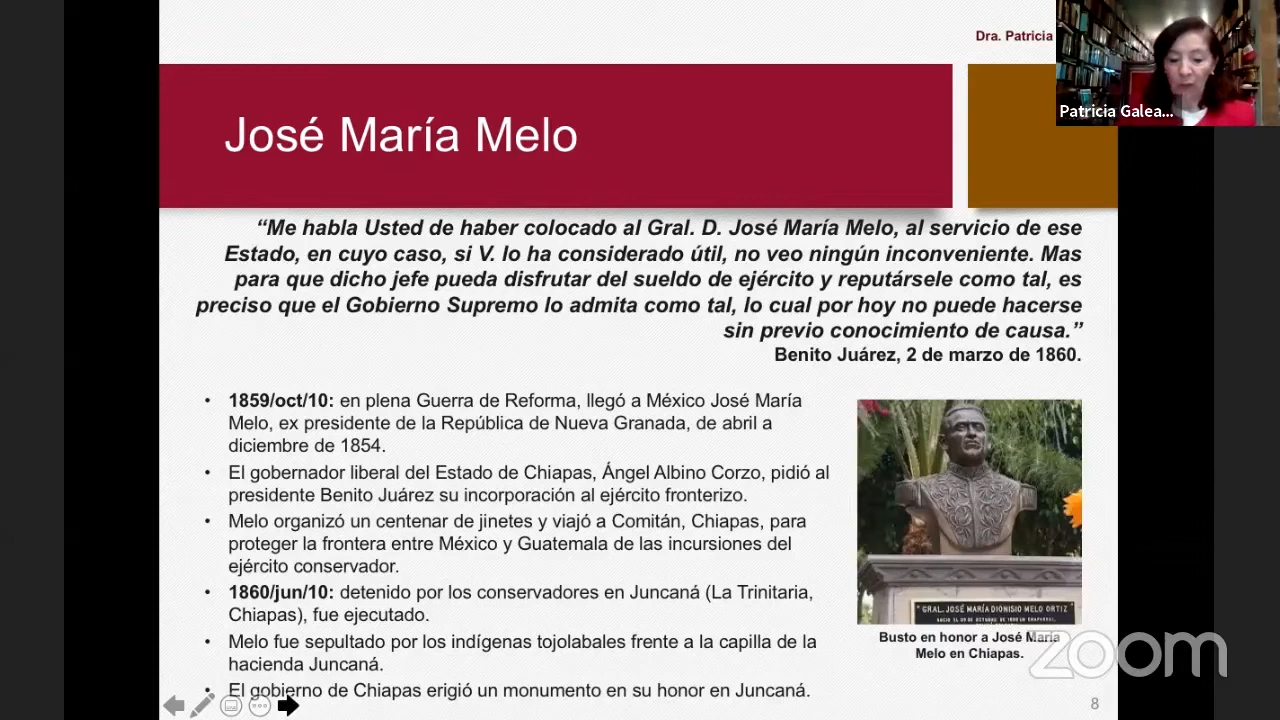 Dra. Patricia
Patricia Galea...
José María Melo
“Me habla Usted de haber colocado al Gral. D. José María Melo, al servicio de ese
Estado, en cuyo caso, si V. lo ha considerado útil, no veo ningún inconveniente. Mas
para que dicho jefe pueda disfrutar del sueldo de ejército y reputársele como tal, es
preciso que el Gobierno Supremo lo admita como tal, lo cual por hoy no puede hacerse
sin previo conocimiento de causa.”
Benito Juárez, 2 de marzo de 1860.
• 1859/oct/10: en plena Guerra de Reforma, llegó a México José María
Melo, ex presidente de la República de Nueva Granada, de abril a
diciembre de 1854.
• El gobernador liberal del Estado de Chiapas, Ángel Albino Corzo, pidió al
presidente Benito Juárez su incorporación al ejército fronterizo.
• Melo organizó un centenar de jinetes y viajó a Comitán, Chiapas, para
proteger la frontera entre México y Guatemala de las incursiones del
ejército conservador.
• 1860/jun/10: detenido por los conservadores en Juncaná (La Trinitaria,
Chiapas), fue ejecutado.
• Melo fue sepultado por los indígenas tojolabales frente a la capilla de la
hacienda Juncaná.
• El gobierno de Chiapas erigió un monumento en su honor en Juncaná.
"GRAL. JOSÉ MARÍA DIONISIO MELO ORTIZ"
Busto en honor a José María
Melo en Chiapas.
zoom
8